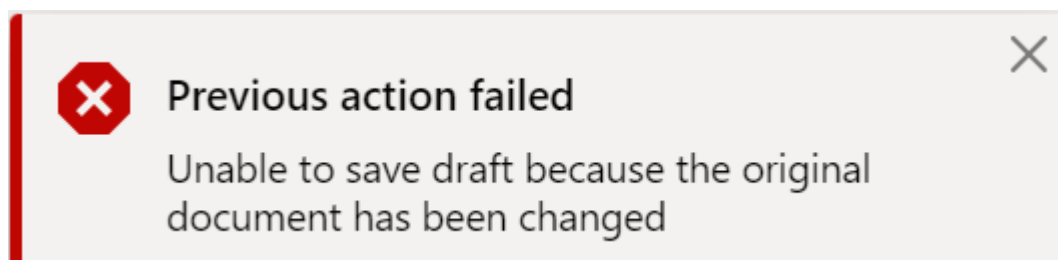 Previous action failed
Unable to save draft because the original
document has been changed